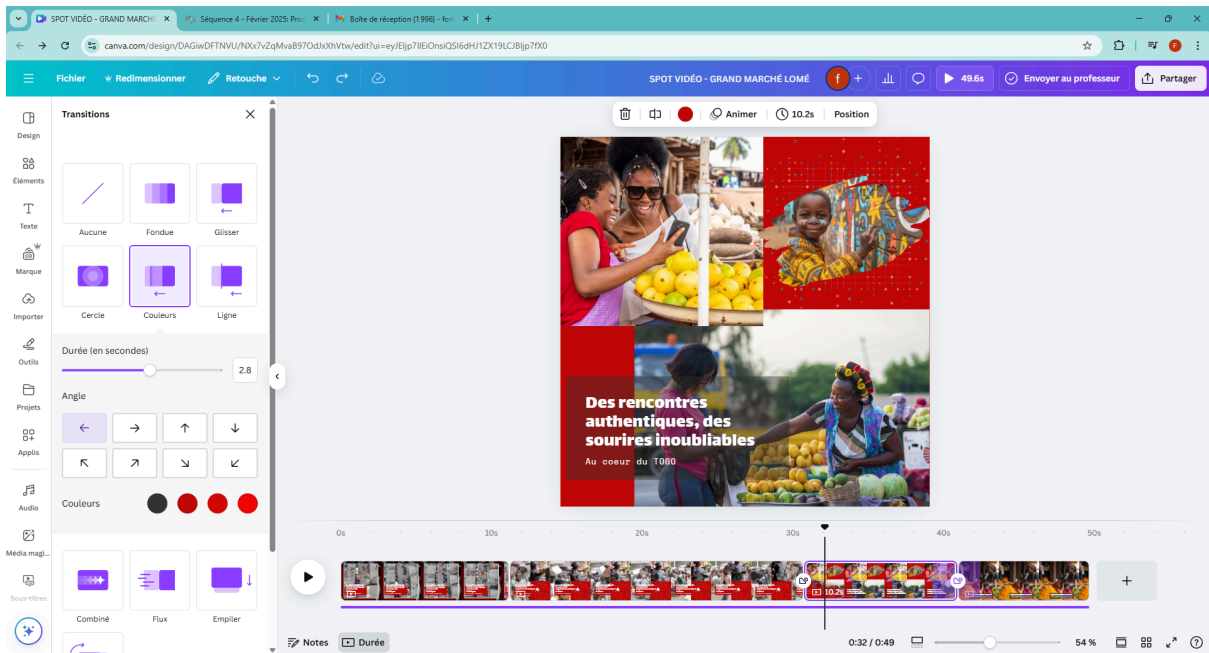 SPOT VIDÉO - GRAND MARCHÉ
Séquence 4 - Février 2025: Prod
Boîte de réception (1 996) - fort
canva.com/design/DAGiwDFTNVU/NXx7vZqMvaB97OdJxXhVtw/edit?ui=eyJEIjp7IlEiOnsiQSI6dHJ1ZX19LCJBIjp7fX0
F
Fichier
Redimensionner
Retouche
SPOT VIDÉO - GRAND MARCHÉ LOMÉ
f
+
49.6s
Envoyer au professeur
Partager
Design
Éléments
Texte
Marque
Importer
Outils
Projets
Applis
Audio
Média magi...
Sous-titres
Transitions
Aucune
Fondue
Glisser
Cercle
Couleurs
Ligne
Durée (en secondes)
2.8
Angle
Couleurs
Combiné
Flux
Empiler
Animer
10.2s
Position
Des rencontres
authentiques, des
sourires inoubliables
Au coeur du TOGO
0s
10s
20s
30s
40s
50s
10.2s
+
Notes
Durée
0:32 / 0:49
54 %